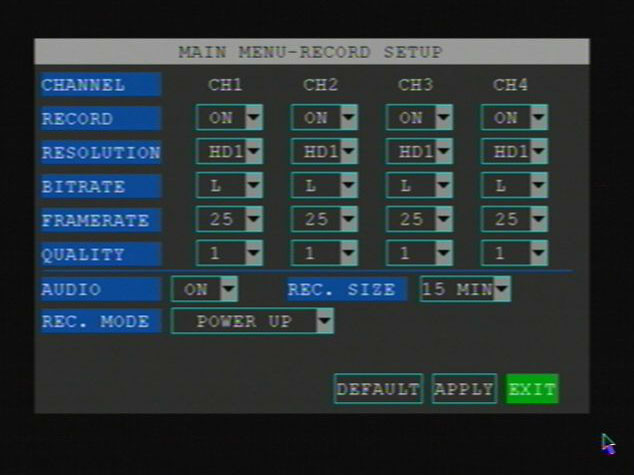 MAIN MENU-RECORD SETUP
CHANNEL CH1 CH2 CH3 CH4
RECORD ON ON ON ON
RESOLUTION HD1 HD1 HD1 HD1
BITRATE L L L L
FRAMERATE 25 25 25 25
QUALITY 1 1 1 1
AUDIO ON REC. SIZE 15 MIN
REC. MODE POWER UP
DEFAULT APPLY EXIT